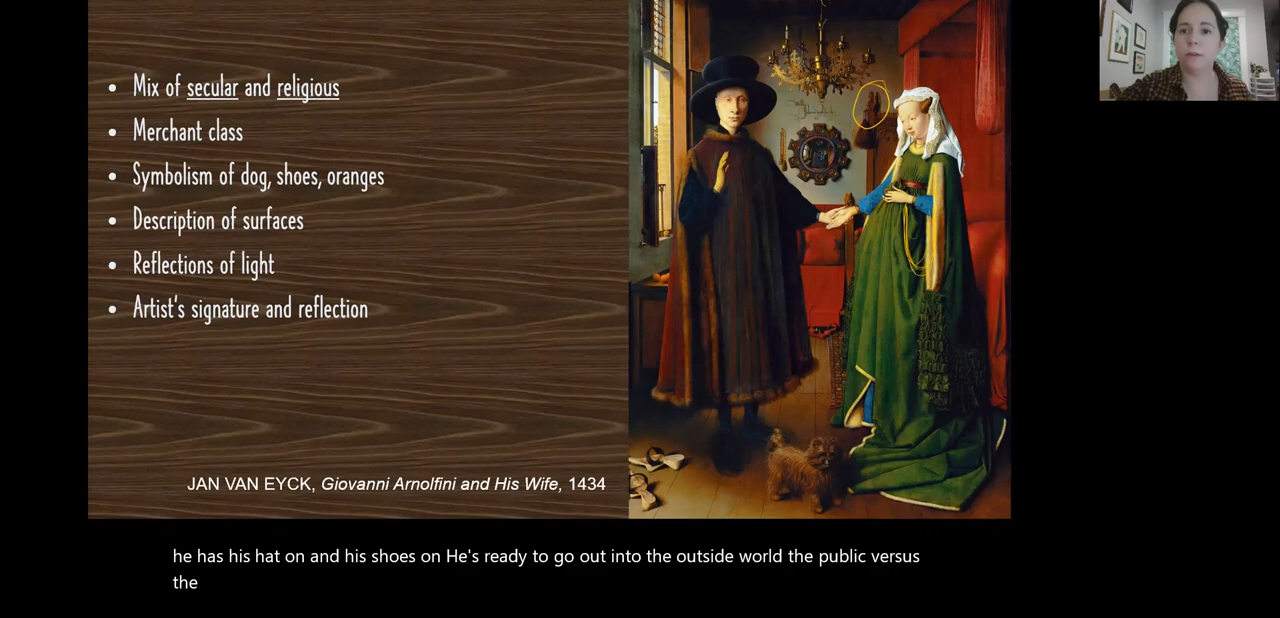 Mix of secular and religious
Merchant class
Symbolism of dog, shoes, oranges
Description of surfaces
Reflections of light
Artist's signature and reflection
JAN VAN EYCK, Giovanni Arnolfini and His Wife, 1434
he has his hat on and his shoes on He's ready to go out into the outside world the public versus
the